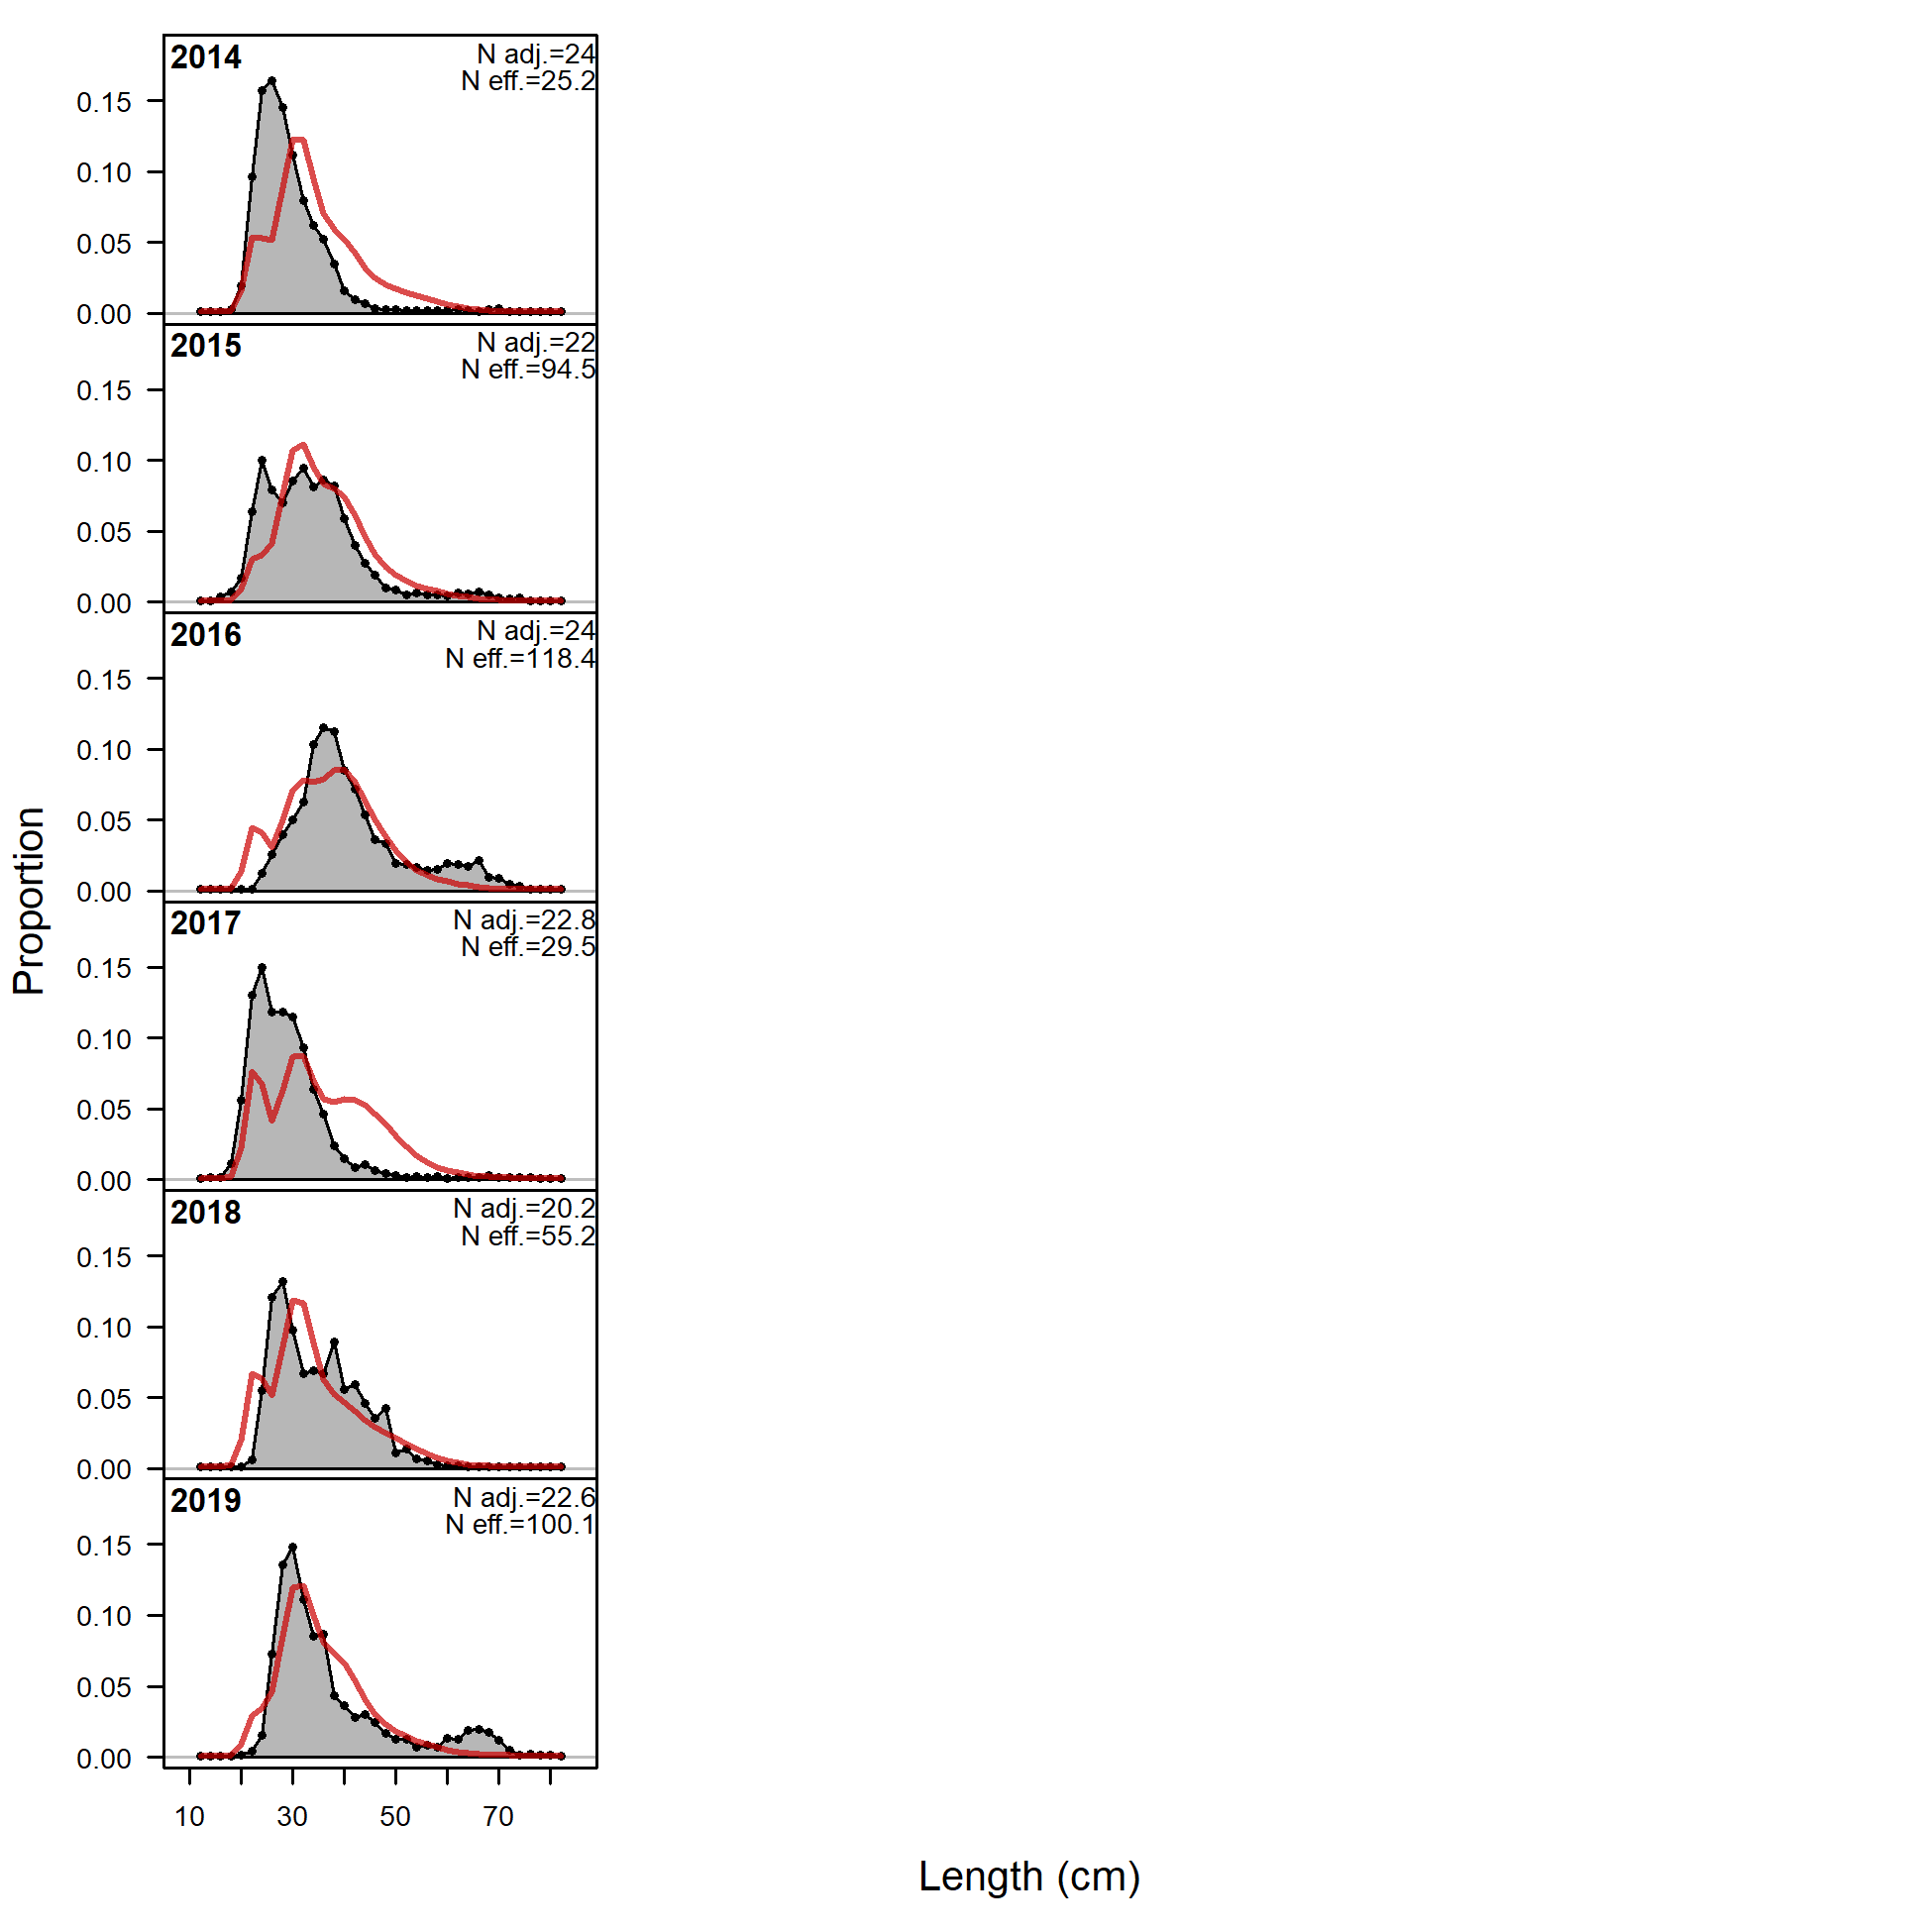 2014
N adj.=24
N eff.=25.2
0.15
0.10
0.05
0.00
2015
N adj.=22
N eff.=94.5
0.15
0.10
0.05
0.00
2016
N adj.=24
N eff.=118.4
0.15
0.10
0.05
0.00
2017
N adj.=22.8
N eff.=29.5
0.15
0.10
0.05
0.00
2018
N adj.=20.2
N eff.=55.2
0.15
0.10
0.05
0.00
2019
N adj.=22.6
N eff.=100.1
0.15
0.10
0.05
0.00
10 30 50 70
Proportion
Length (cm)